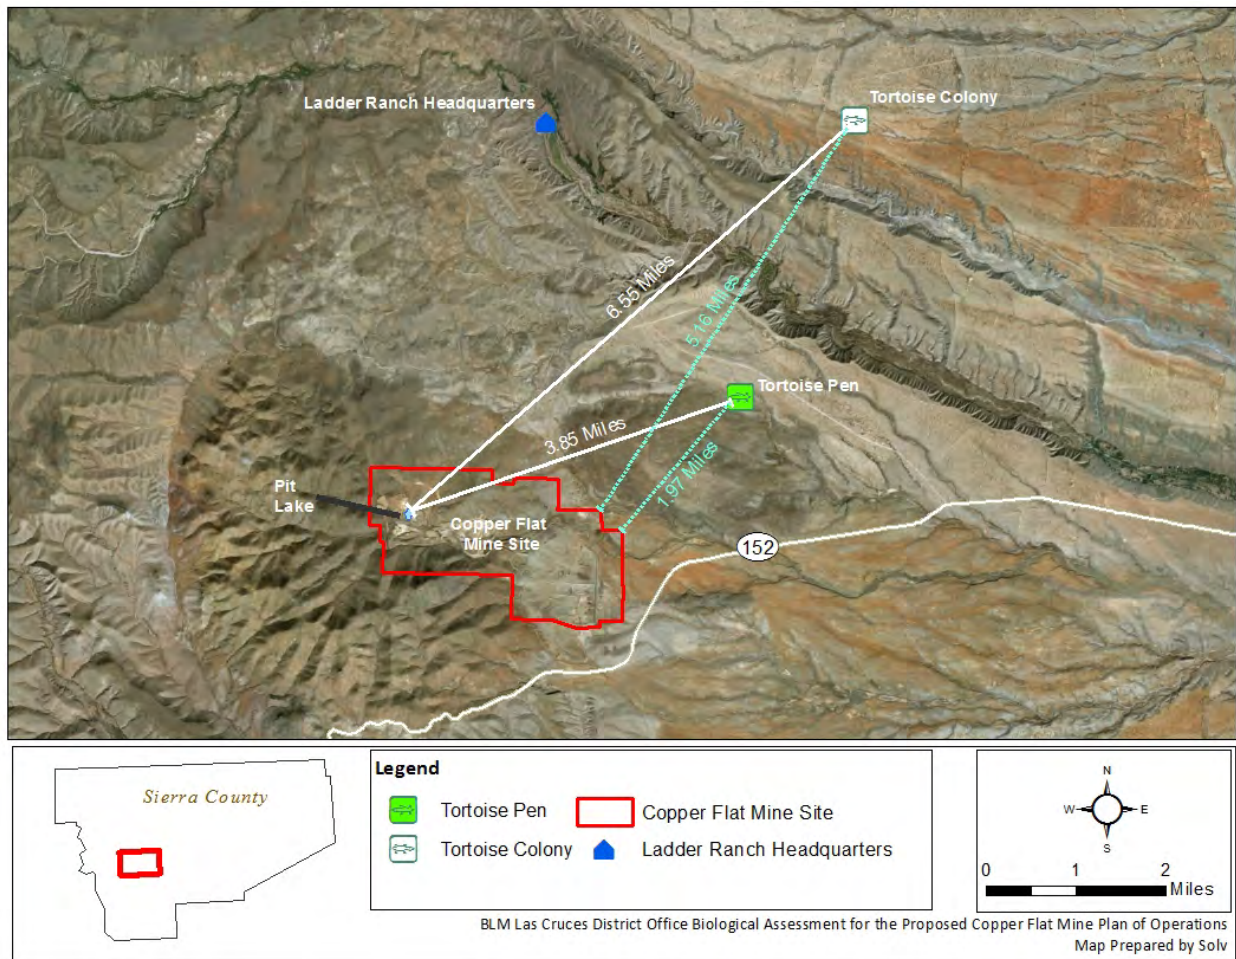 Ladder Ranch Headquarters
Tortoise Colony
6.55 Miles
5.16 Miles
Tortoise Pen
3.85 Miles
1.97 Miles
Pit
Lake
Copper Flat
Mine Site
152
Sierra County
Legend
Tortoise Pen
Copper Flat Mine Site
Tortoise Colony
Ladder Ranch Headquarters
N
W
E
S
0 1 2
Miles
BLM Las Cruces District Office Biological Assessment for the Proposed Copper Flat Mine Plan of Operations
Map Prepared by Solv